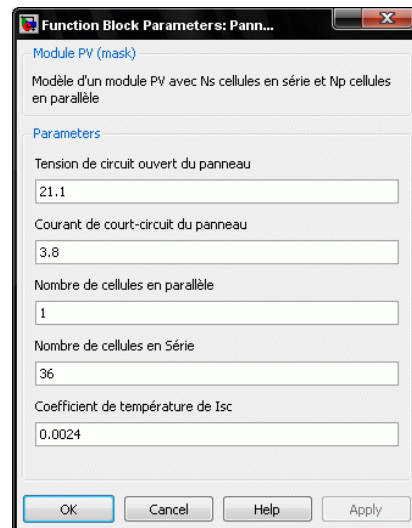 Function Block Parameters: Pann...
Module PV (mask)
Modèle d'un module PV avec Ns cellules en série et Np cellules
en parallèle
Parameters
Tension de circuit ouvert du panneau
21.1
Courant de court-circuit du panneau
3.8
Nombre de cellules en parallèle
1
Nombre de cellules en Série
36
Coefficient de température de Isc
0.0024
OK Cancel Help Apply